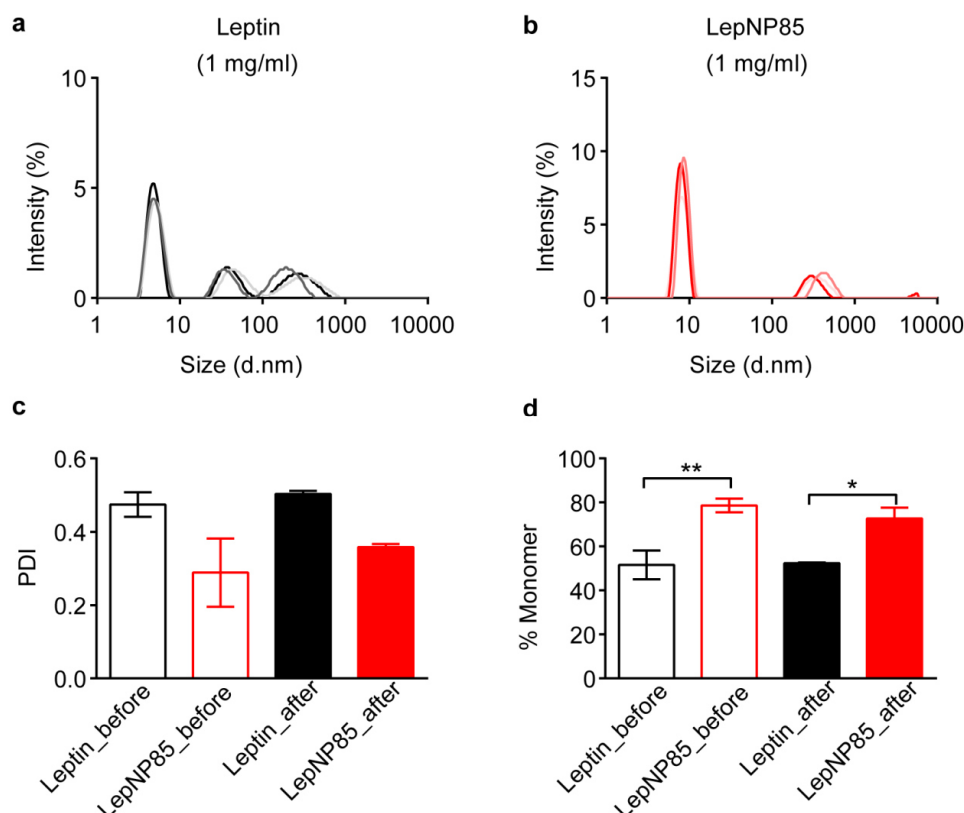 a
Leptin
(1 mg/ml)
10
5
0
Intensity (%)
1 10 100 1000 10000
Size (d.nm)
b
LepNP85
(1 mg/ml)
15
10
5
0
Intensity (%)
1 10 100 1000 10000
Size (d.nm)
c
0.6
0.4
0.2
0.0
PDI
Leptin_before
LepNP85_before
Leptin_after
LepNP85_after
d
100
80
60
40
20
0
% Monomer
**
*
Leptin_before
LepNP85_before
Leptin_after
LepNP85_after